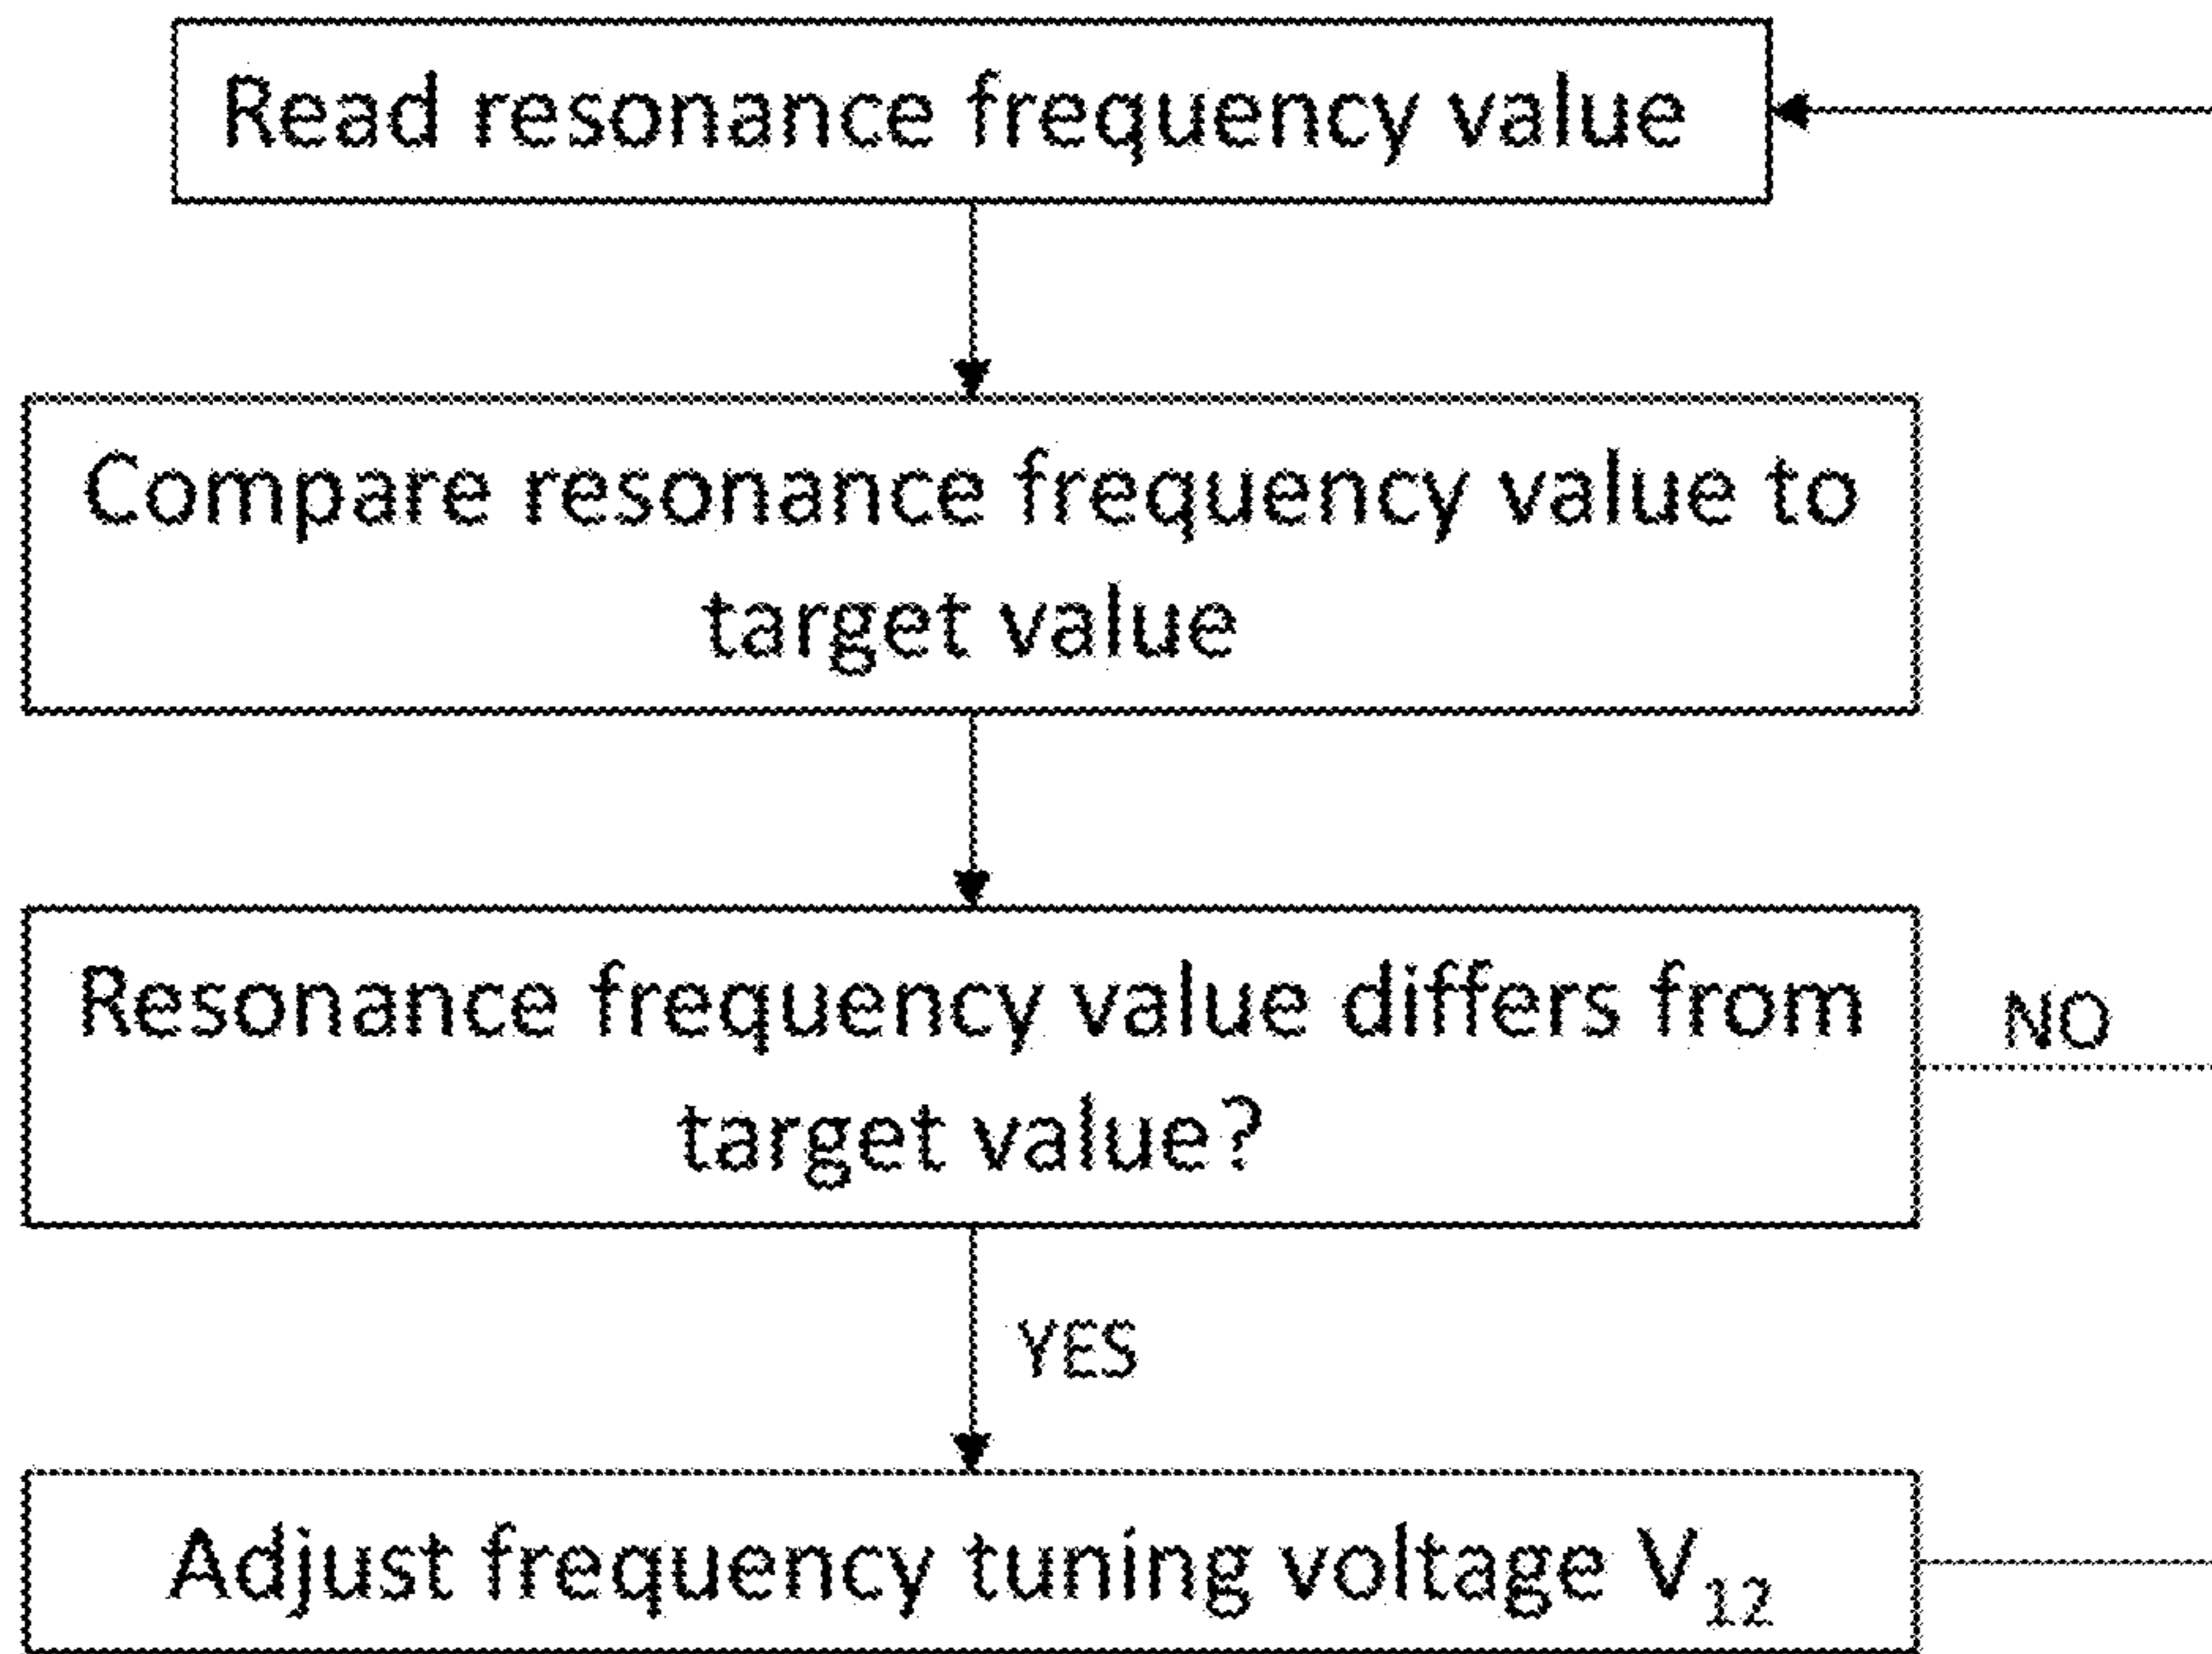 Read resonance frequency value
Compare resonance frequency value to
target value
Resonance frequency value differs from
target value?
NO
YES
Adjust frequency tuning voltage V₁₂